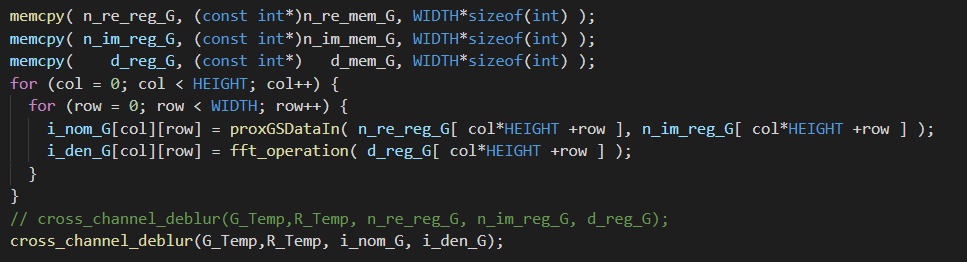 memcpy( n_re_reg_G, (const int*)n_re_mem_G, WIDTH*sizeof(int) );
memcpy( n_im_reg_G, (const int*)n_im_mem_G, WIDTH*sizeof(int) );
memcpy(    d_reg_G, (const int*)   d_mem_G, WIDTH*sizeof(int) );
for (col = 0; col < HEIGHT; col++) {
  for (row = 0; row < WIDTH; row++) {
    i_nom_G[col][row] = proxGSDataIn( n_re_reg_G[ col*HEIGHT +row ], n_im_reg_G[ col*HEIGHT +row ] );
    i_den_G[col][row] = fft_operation( d_reg_G[ col*HEIGHT +row ] );
  }
}
// cross_channel_deblur(G_Temp,R_Temp, n_re_reg_G, n_im_reg_G, d_reg_G);
cross_channel_deblur(G_Temp,R_Temp, i_nom_G, i_den_G);